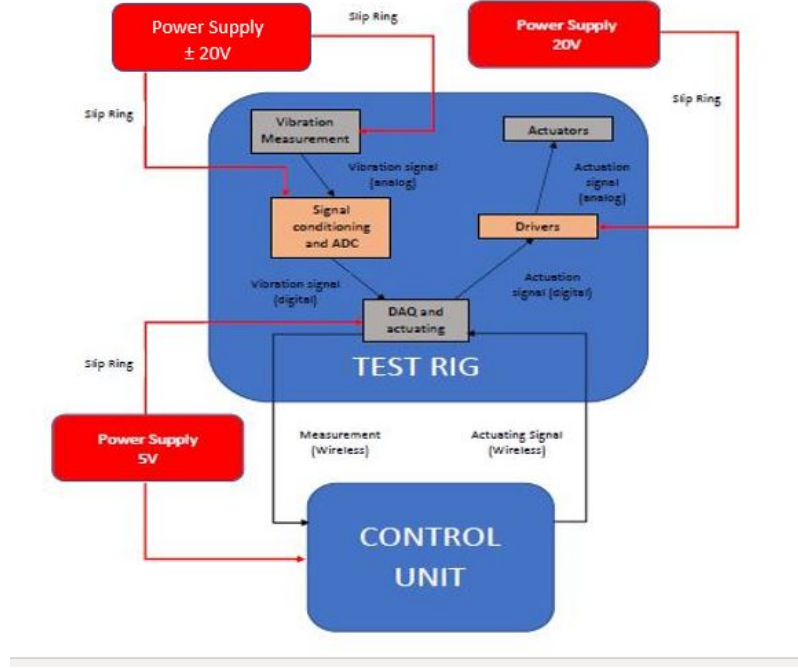 Power Supply
± 20V
Slip Ring
Power Supply
20V
Slip Ring
Slip Ring
Vibration
Measurement
Actuators
Vibration signal
(analog)
Actuation
signal
(analog)
Signal
conditioning
and ADC
Drivers
Vibration signal
(digital)
Actuation
signal (digital)
DAQ and
actuating
TEST RIG
Slip Ring
Power Supply
5V
Measurement
(Wireless)
Actuating Signal
(Wireless)
CONTROL
UNIT